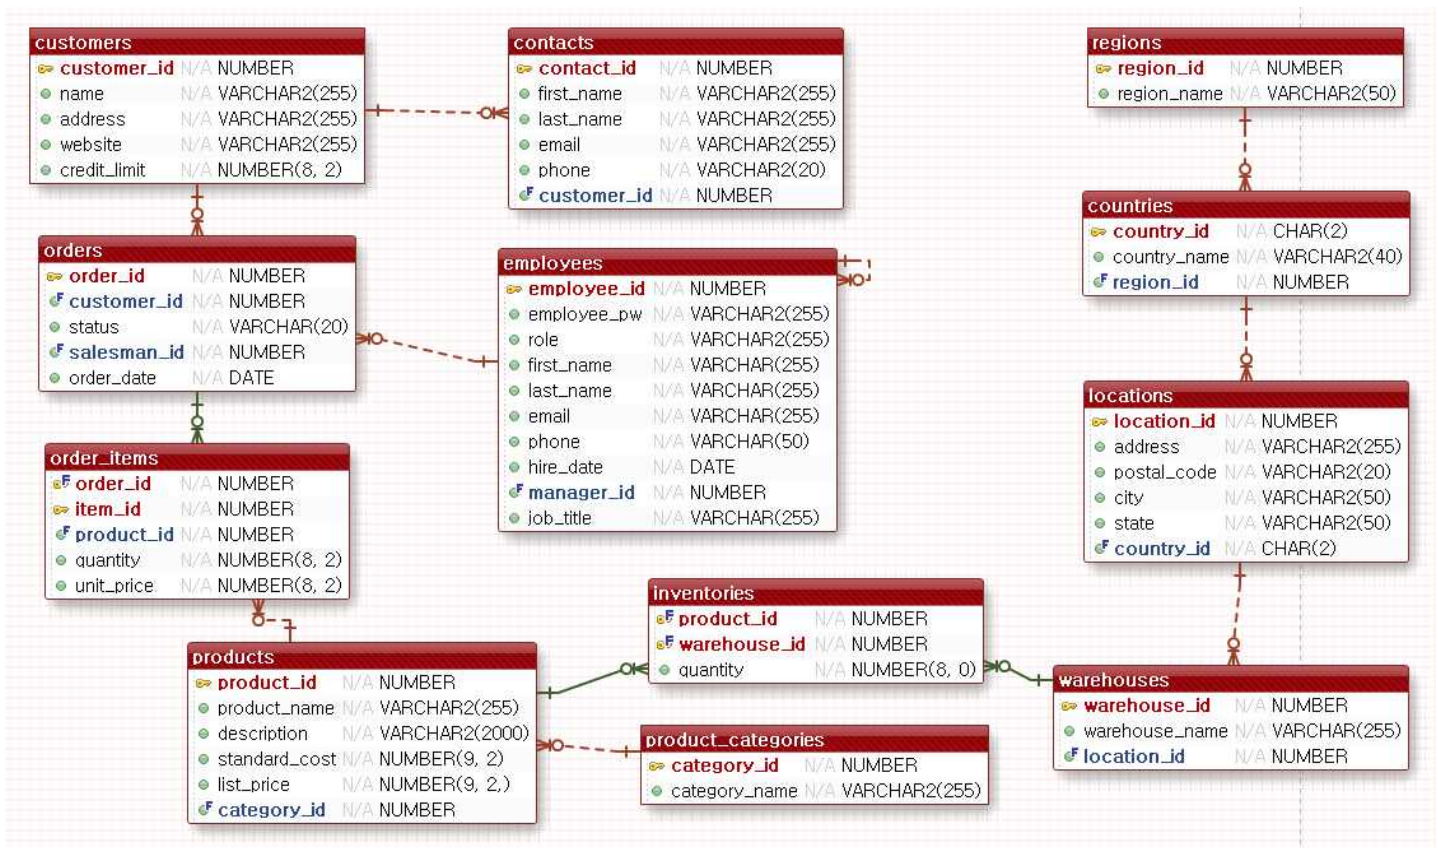 customers
customer_id N/A NUMBER
name N/A VARCHAR2(255)
address N/A VARCHAR2(255)
website N/A VARCHAR2(255)
credit_limit N/A NUMBER(8, 2)
contacts
contact_id N/A NUMBER
first_name N/A VARCHAR2(255)
last_name N/A VARCHAR2(255)
email N/A VARCHAR2(255)
phone N/A VARCHAR2(20)
F customer_id N/A NUMBER
regions
region_id N/A NUMBER
region_name N/A VARCHAR2(50)
orders
order_id N/A NUMBER
F customer_id N/A NUMBER
status N/A VARCHAR(20)
F salesman_id N/A NUMBER
order_date N/A DATE
employees
employee_id N/A NUMBER
employee_pw N/A VARCHAR2(255)
role N/A VARCHAR2(255)
first_name N/A VARCHAR(255)
last_name N/A VARCHAR(255)
email N/A VARCHAR(255)
phone N/A VARCHAR(50)
hire_date N/A DATE
F manager_id N/A NUMBER
job_title N/A VARCHAR(255)
countries
country_id N/A CHAR(2)
country_name N/A VARCHAR2(40)
F region_id N/A NUMBER
locations
location_id N/A NUMBER
address N/A VARCHAR2(255)
postal_code N/A VARCHAR2(20)
city N/A VARCHAR2(50)
state N/A VARCHAR2(50)
F country_id N/A CHAR(2)
order_items
F order_id N/A NUMBER
item_id N/A NUMBER
F product_id N/A NUMBER
quantity N/A NUMBER(8, 2)
unit_price N/A NUMBER(8, 2)
inventories
F product_id N/A NUMBER
F warehouse_id N/A NUMBER
quantity N/A NUMBER(8, 0)
products
product_id N/A NUMBER
product_name N/A VARCHAR2(255)
description N/A VARCHAR2(2000)
standard_cost N/A NUMBER(9, 2)
list_price N/A NUMBER(9, 2,)
F category_id N/A NUMBER
product_categories
category_id N/A NUMBER
category_name N/A VARCHAR2(255)
warehouses
warehouse_id N/A NUMBER
warehouse_name N/A VARCHAR(255)
F location_id N/A NUMBER